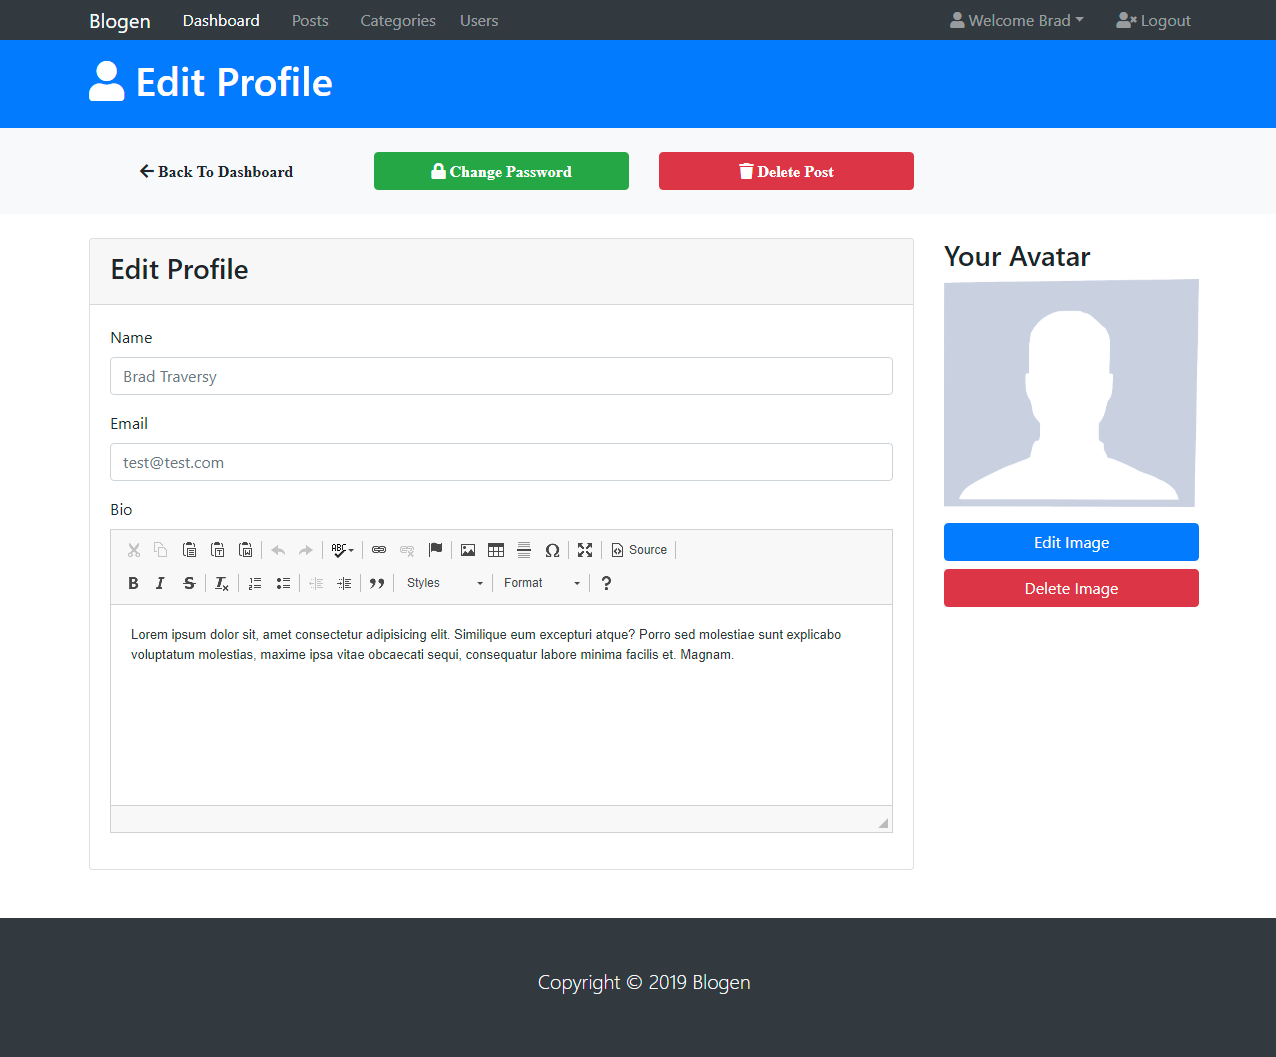 Blogen Dashboard Posts Categories Users Welcome Brad Logout
Edit Profile
Back To Dashboard Change Password Delete Post
Edit Profile
Your Avatar
Name
Brad Traversy
Email
test@test.com
Bio
ABC Source
B I S Tx Styles Format ?
Lorem ipsum dolor sit, amet consectetur adipisicing elit. Similique eum excepturi atque? Porro sed molestiae sunt explicabo
voluptatum molestias, maxime ipsa vitae obcaecati sequi, consequatur labore minima facilis et. Magnam.
Edit Image
Delete Image
Copyright © 2019 Blogen